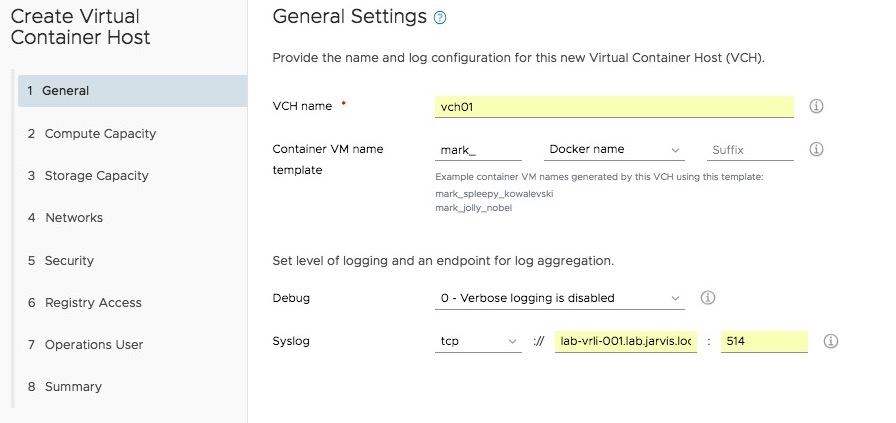 Create Virtual
Container Host
1 General
2 Compute Capacity
3 Storage Capacity
4 Networks
5 Security
6 Registry Access
7 Operations User
8 Summary
General Settings ?
Provide the name and log configuration for this new Virtual Container Host (VCH).
VCH name * vch01
Container VM name
template
mark_ Docker name Suffix
Example container VM names generated by this VCH using this template:
mark_spleepy_kowalevski
mark_jolly_nobel
Set level of logging and an endpoint for log aggregation.
Debug 0 - Verbose logging is disabled
Syslog tcp :// lab-vrli-001.lab.jarvis.loc : 514